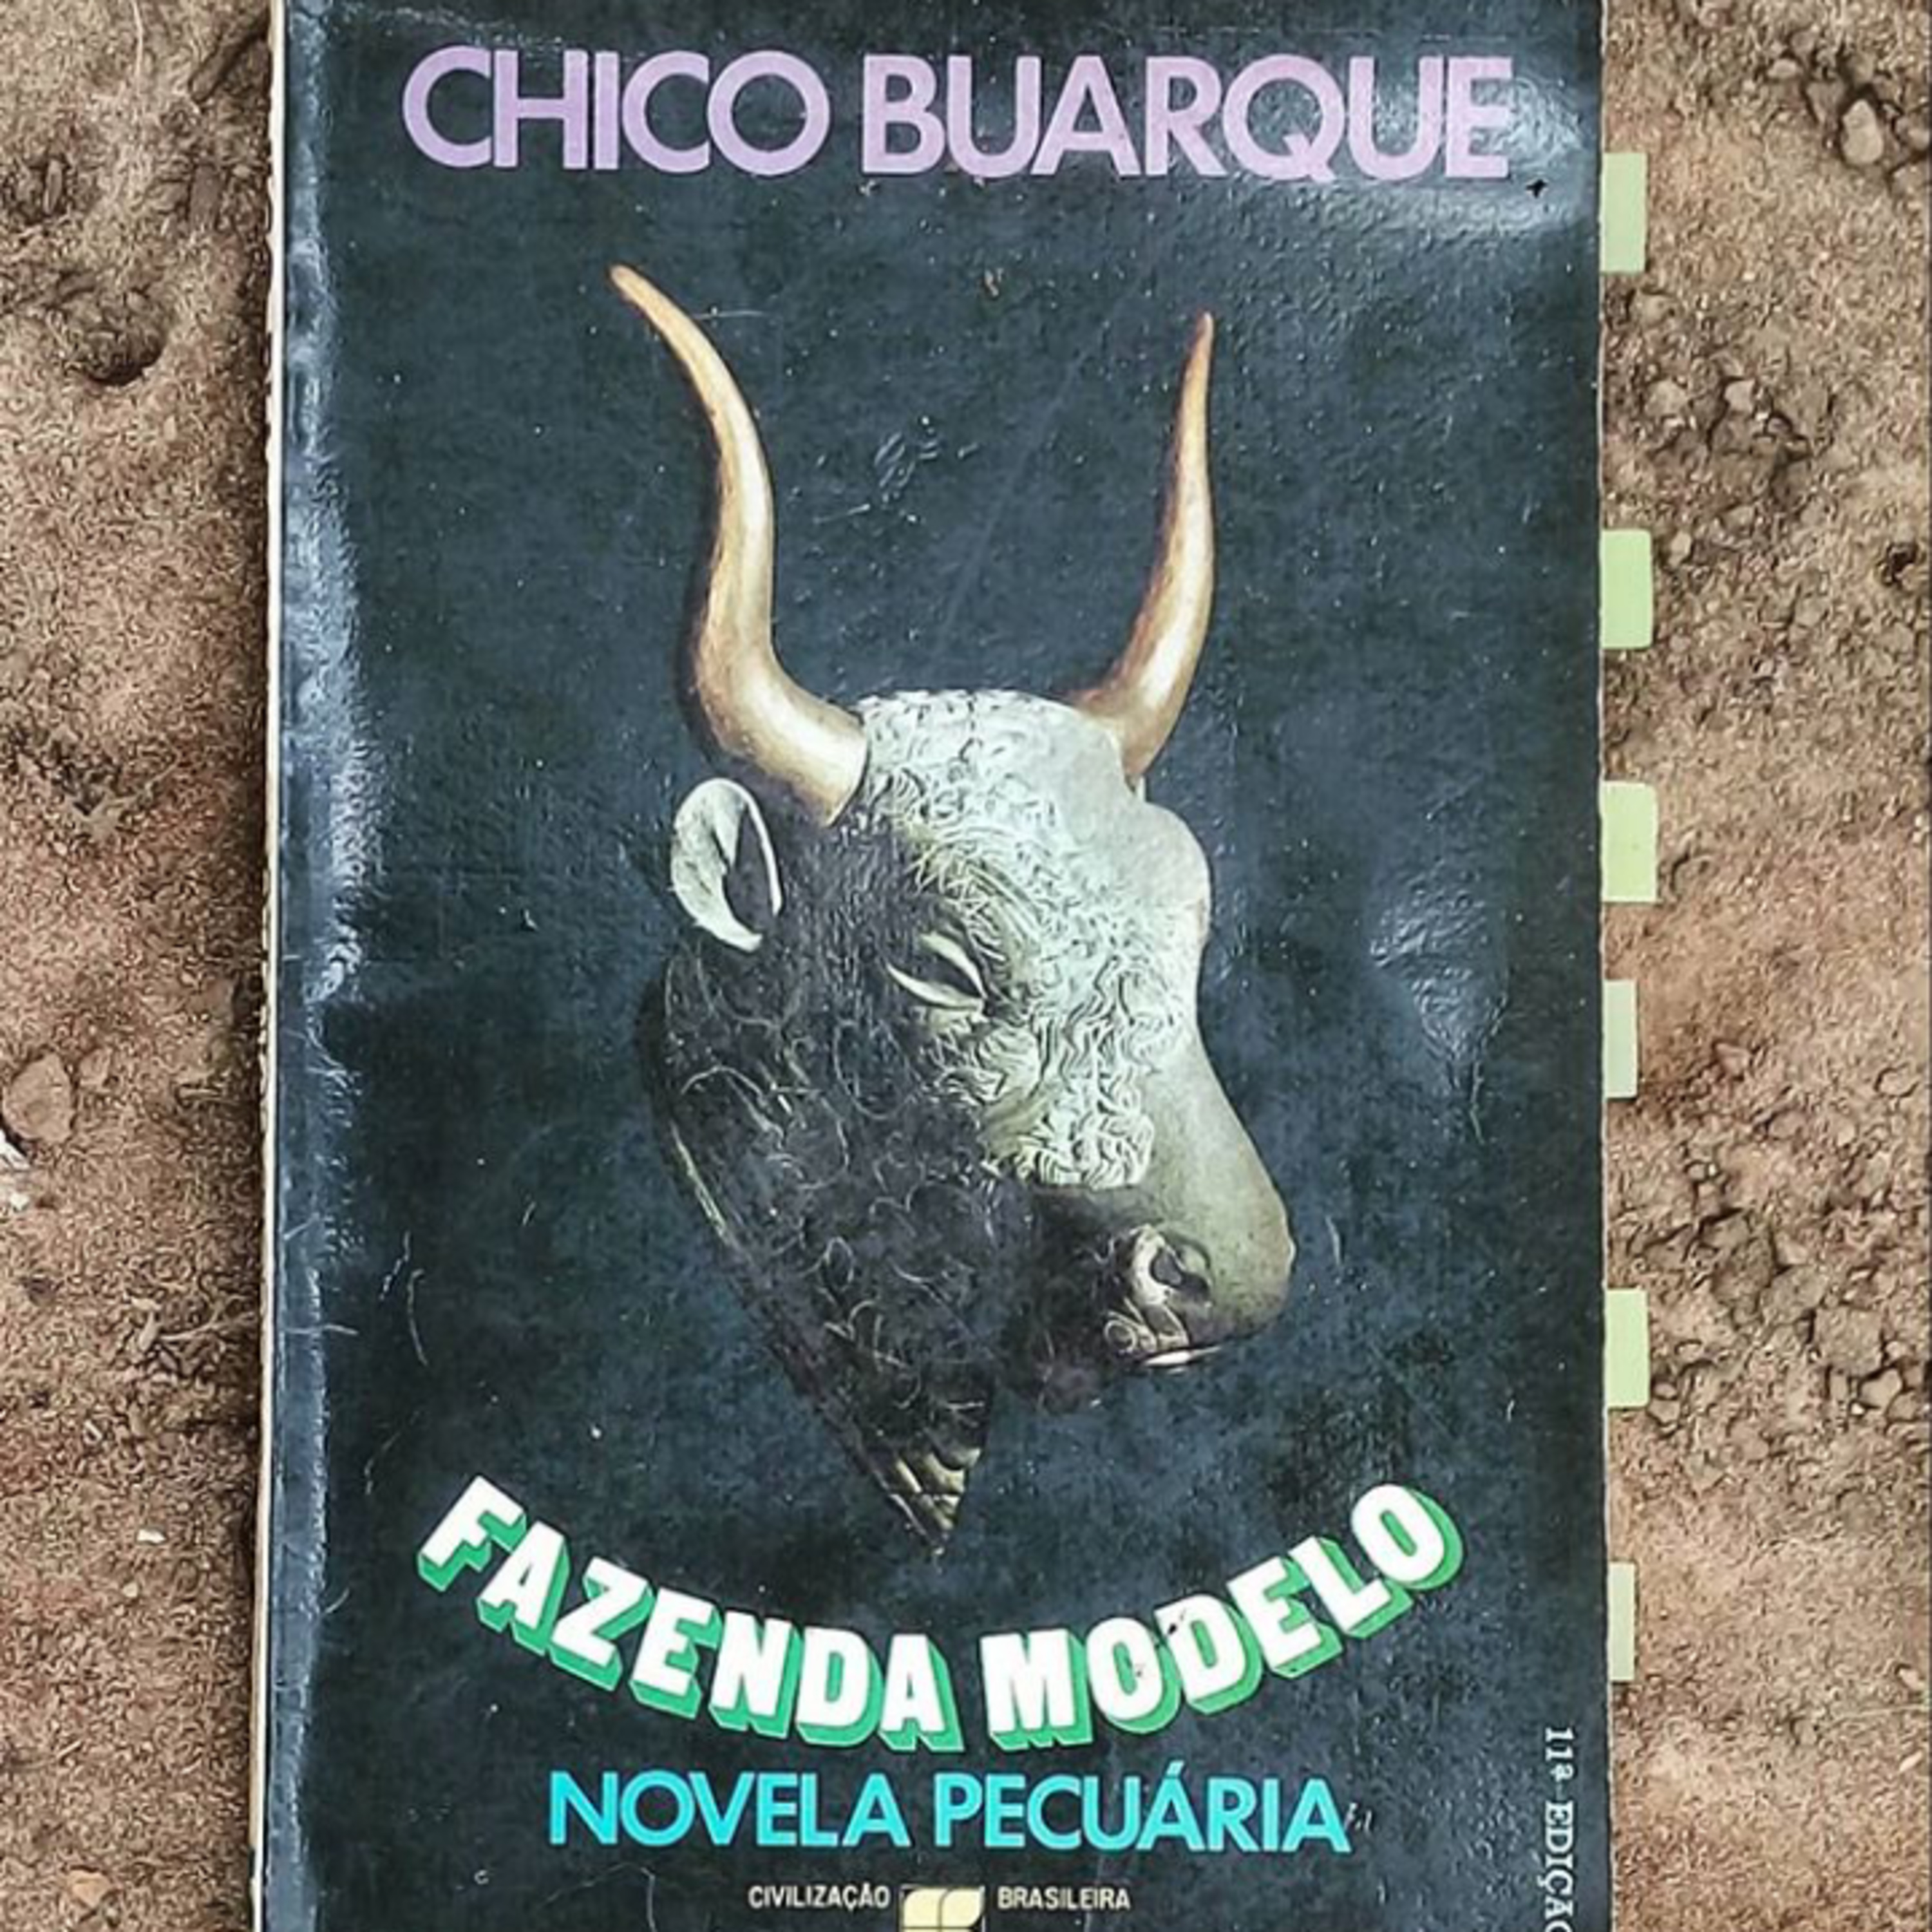 CHICO BUARQUE
FAZENDA MODELO
NOVELA PECUÁRIA
CIVILIZAÇÃO BRASILEIRA
11ª EDIÇÃO